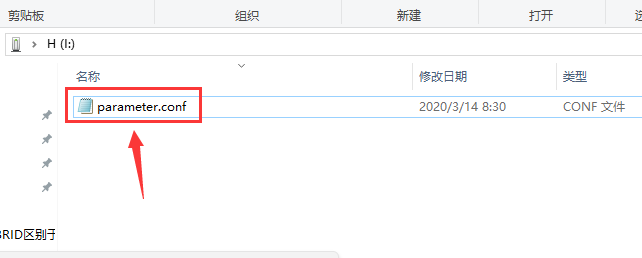 剪贴板 组织 新建 打开
H (I:)
名称 修改日期 类型
parameter.conf 2020/3/14 8:30 CONF 文件
BRID区别于